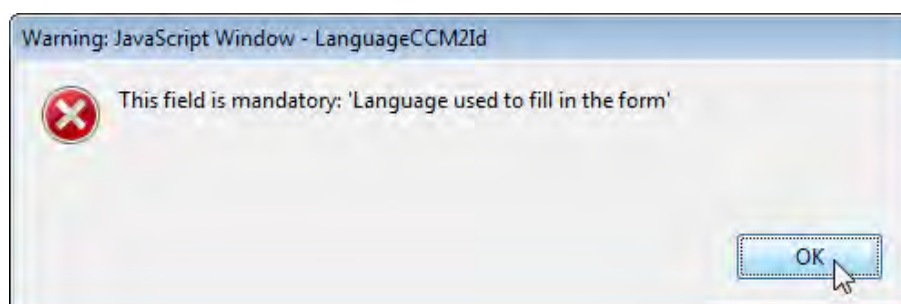 Warning: JavaScript Window - LanguageCCM2Id
This field is mandatory: 'Language used to fill in the form'
OK